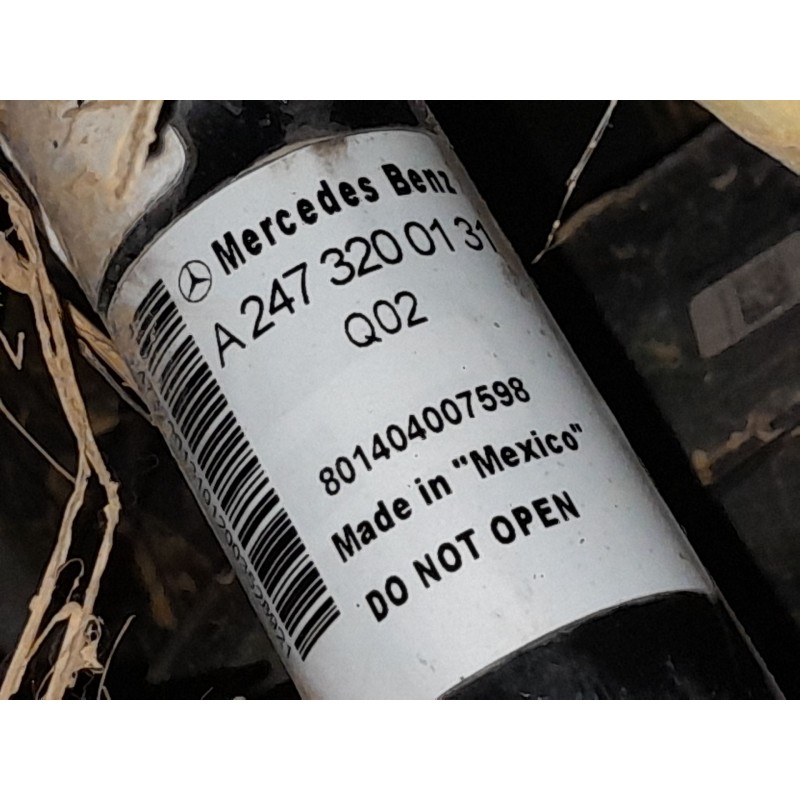 Mercedes Benz
A 247 320 01 31
Q02
801404007598
Made in "Mexico"
DO NOT OPEN